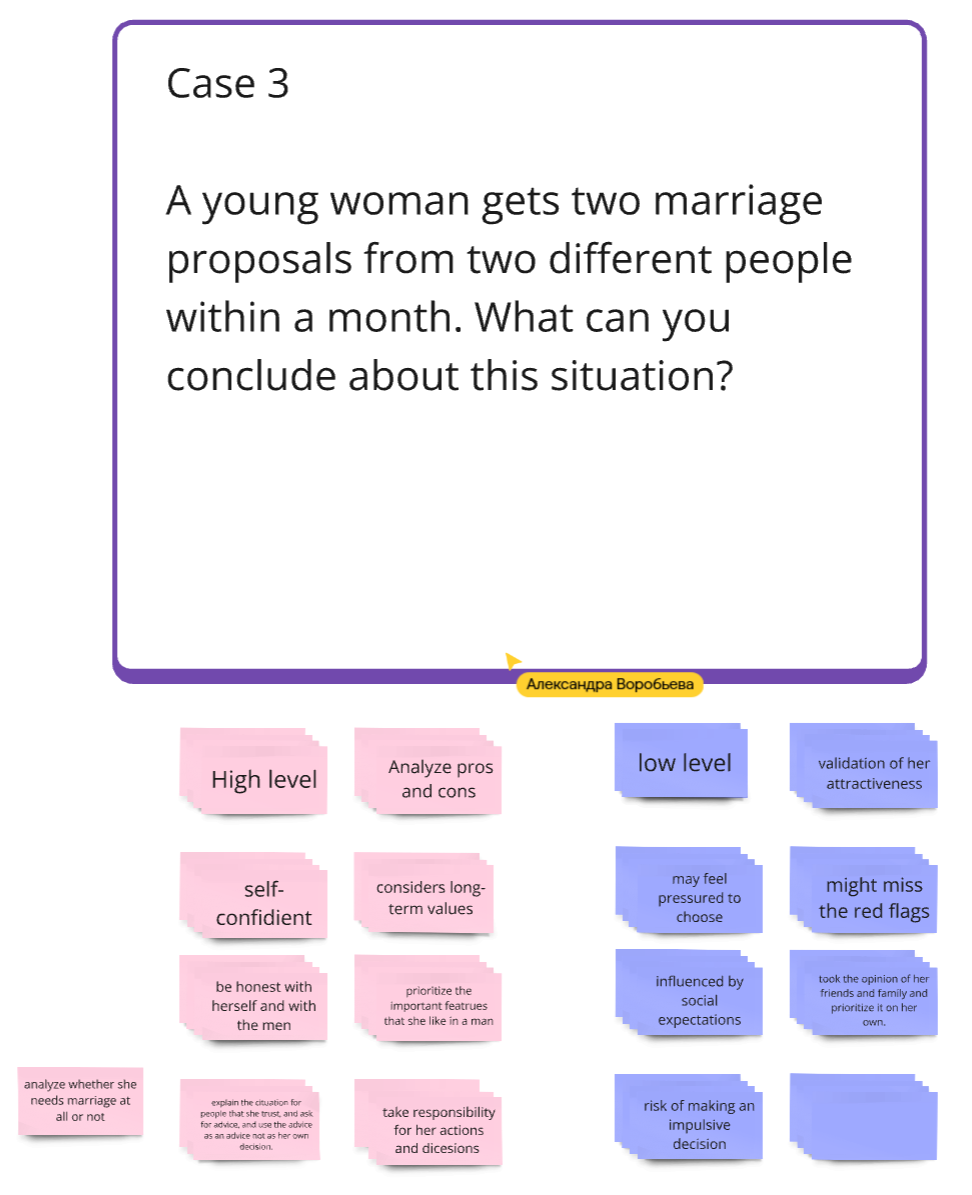 Case 3
A young woman gets two marriage
proposals from two different people
within a month. What can you
conclude about this situation?
Александра Воробьева
High level
Analyze pros
and cons
low level
validation of her
attractiveness
self-
confidient
considers long-
term values
may feel
pressured to
choose
might miss
the red flags
be honest with
herself and with
the men
prioritize the
important featrues
that she like in a man
influenced by
social
expectations
took the opinion of her
friends and family and
prioritize it on her
own.
analyze whether she
needs marriage at
all or not
explain the cituation for
people that she trust, and ask
for advice, and use the advice
as an advice not as her own
decision.
take responsibility
for her actions
and dicesions
risk of making an
impulsive
decision